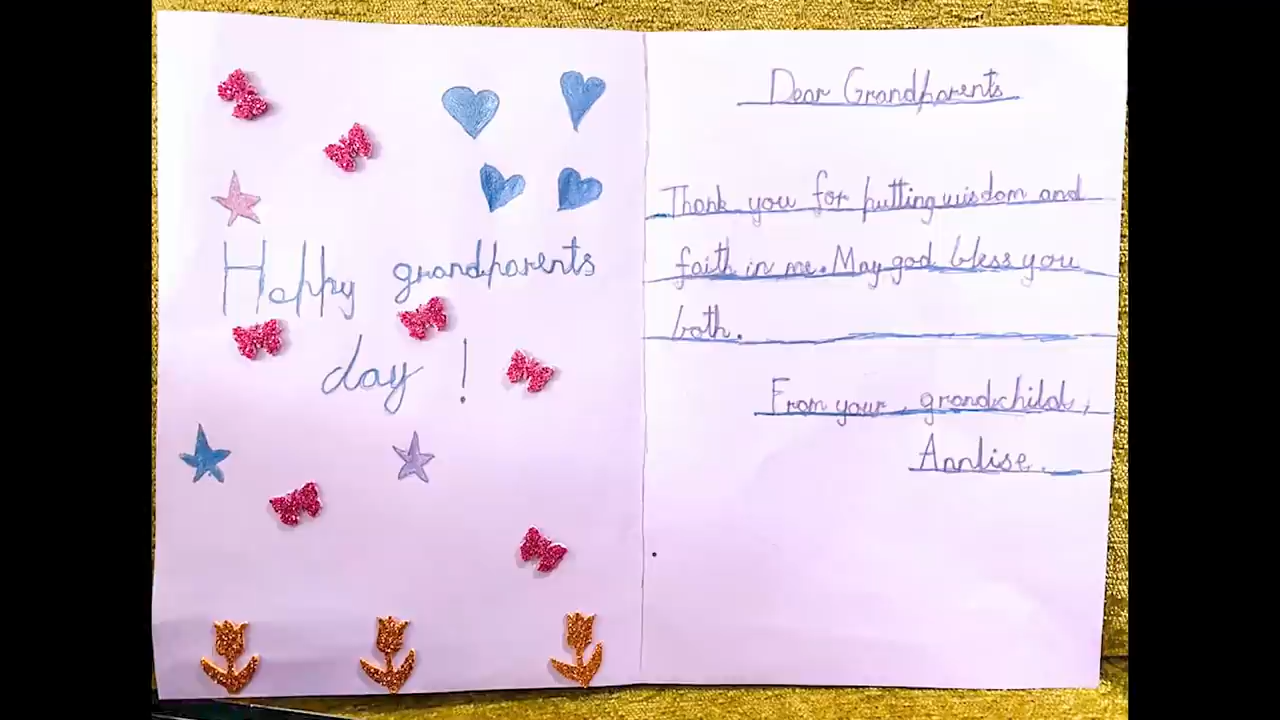 Happy grandparents
day !
Dear Grandparents
Thank you for putting wisdom and
faith in me. May god bless you
both.
From your, grandchild,
Annlise.